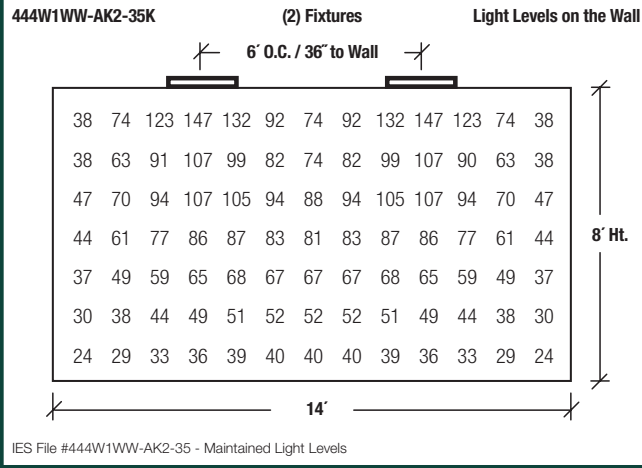 444W1WW-AK2-35K (2) Fixtures Light Levels on the Wall
6´ O.C. / 36˝ to Wall
38 74 123 147 132 92 74 92 132 147 123 74 38
38 63 91 107 99 82 74 82 99 107 90 63 38
47 70 94 107 105 94 88 94 105 107 94 70 47
44 61 77 86 87 83 81 83 87 86 77 61 44
8´ Ht.
37 49 59 65 68 67 67 67 68 65 59 49 37
30 38 44 49 51 52 52 52 51 49 44 38 30
24 29 33 36 39 40 40 40 39 36 33 29 24
14´
IES File #444W1WW-AK2-35 - Maintained Light Levels